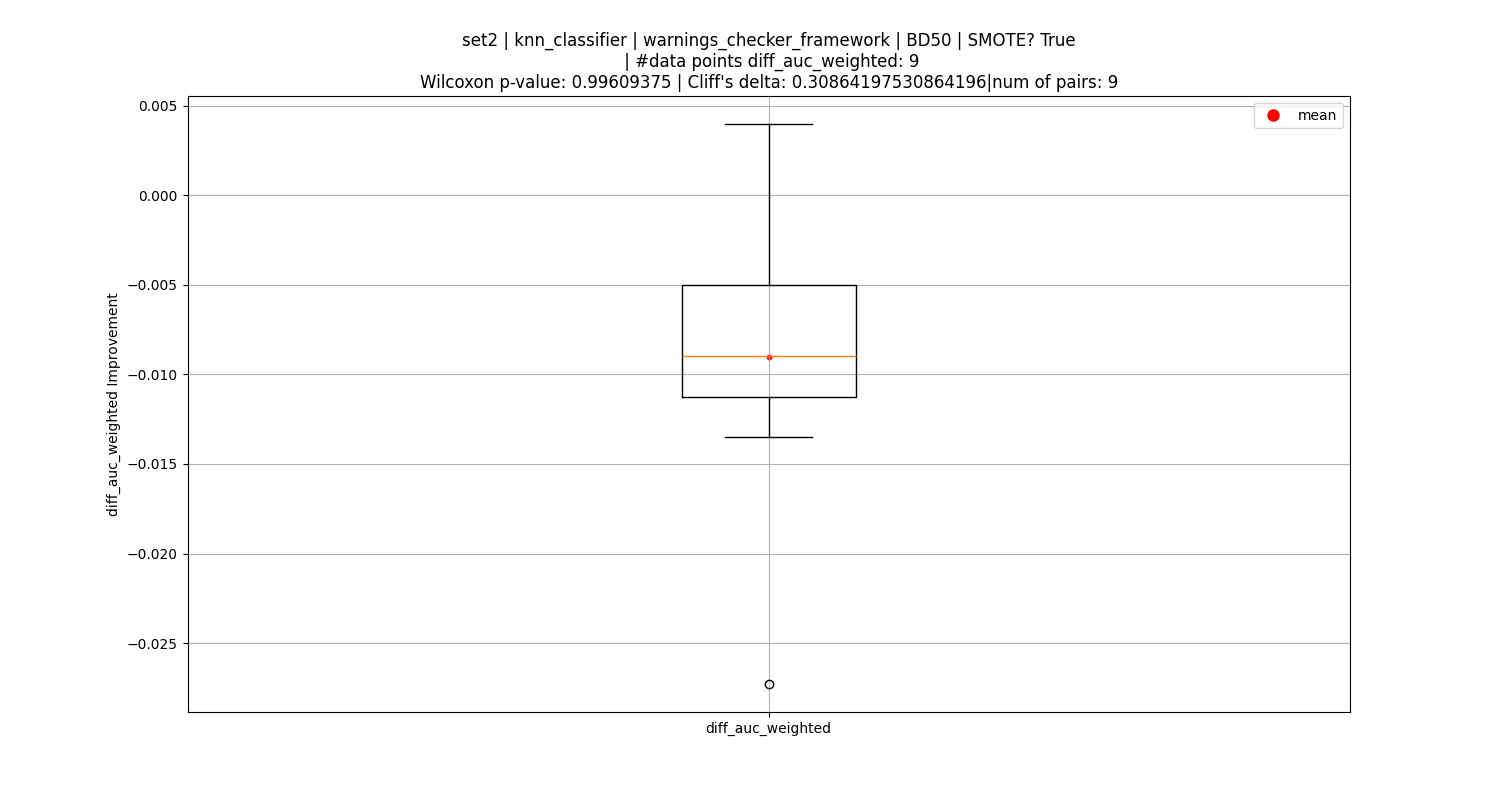 set2 | knn_classifier | warnings_checker_framework | BD50 | SMOTE? True
| #data points diff_auc_weighted: 9
Wilcoxon p-value: 0.99609375 | Cliff's delta: 0.30864197530864196|num of pairs: 9
mean
0.005
0.000
−0.005
−0.010
−0.015
−0.020
−0.025
diff_auc_weighted Improvement
diff_auc_weighted